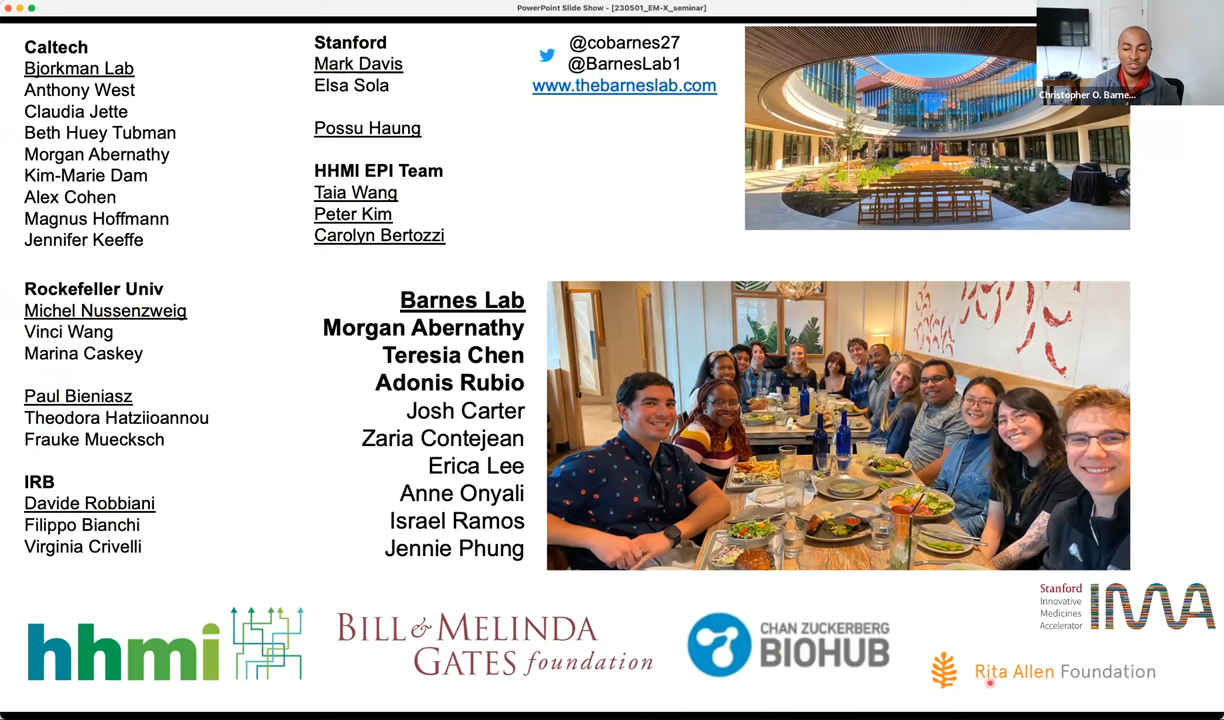 PowerPoint Slide Show - [230501_EM-X_seminar]
Caltech
Bjorkman Lab
Anthony West
Claudia Jette
Beth Huey Tubman
Morgan Abernathy
Kim-Marie Dam
Alex Cohen
Magnus Hoffmann
Jennifer Keeffe
Rockefeller Univ
Michel Nussenzweig
Vinci Wang
Marina Caskey
Paul Bieniasz
Theodora Hatziioannou
Frauke Muecksch
IRB
Davide Robbiani
Filippo Bianchi
Virginia Crivelli
Stanford
Mark Davis
Elsa Sola
Possu Haung
HHMI EPI Team
Taia Wang
Peter Kim
Carolyn Bertozzi
Barnes Lab
Morgan Abernathy
Teresia Chen
Adonis Rubio
Josh Carter
Zaria Contejean
Erica Lee
Anne Onyali
Israel Ramos
Jennie Phung
@cobarnes27
@BarnesLab1
www.thebarneslab.com
Christopher O. Barne...
hhmi
BILL & MELINDA
GATES foundation
CHAN ZUCKERBERG
BIOHUB
Stanford
Innovative
Medicines
Accelerator
IMA
Rita Allen Foundation